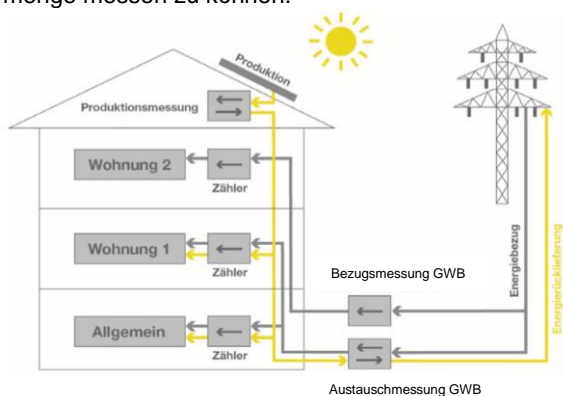 menge messen zu können.
Produktion
Produktionsmessung
Wohnung 2
Zähler
Wohnung 1
Zähler
Bezugsmessung GWB
Energiebezug
Energierücklieferung
Allgemein
Zähler
Austauschmessung GWB